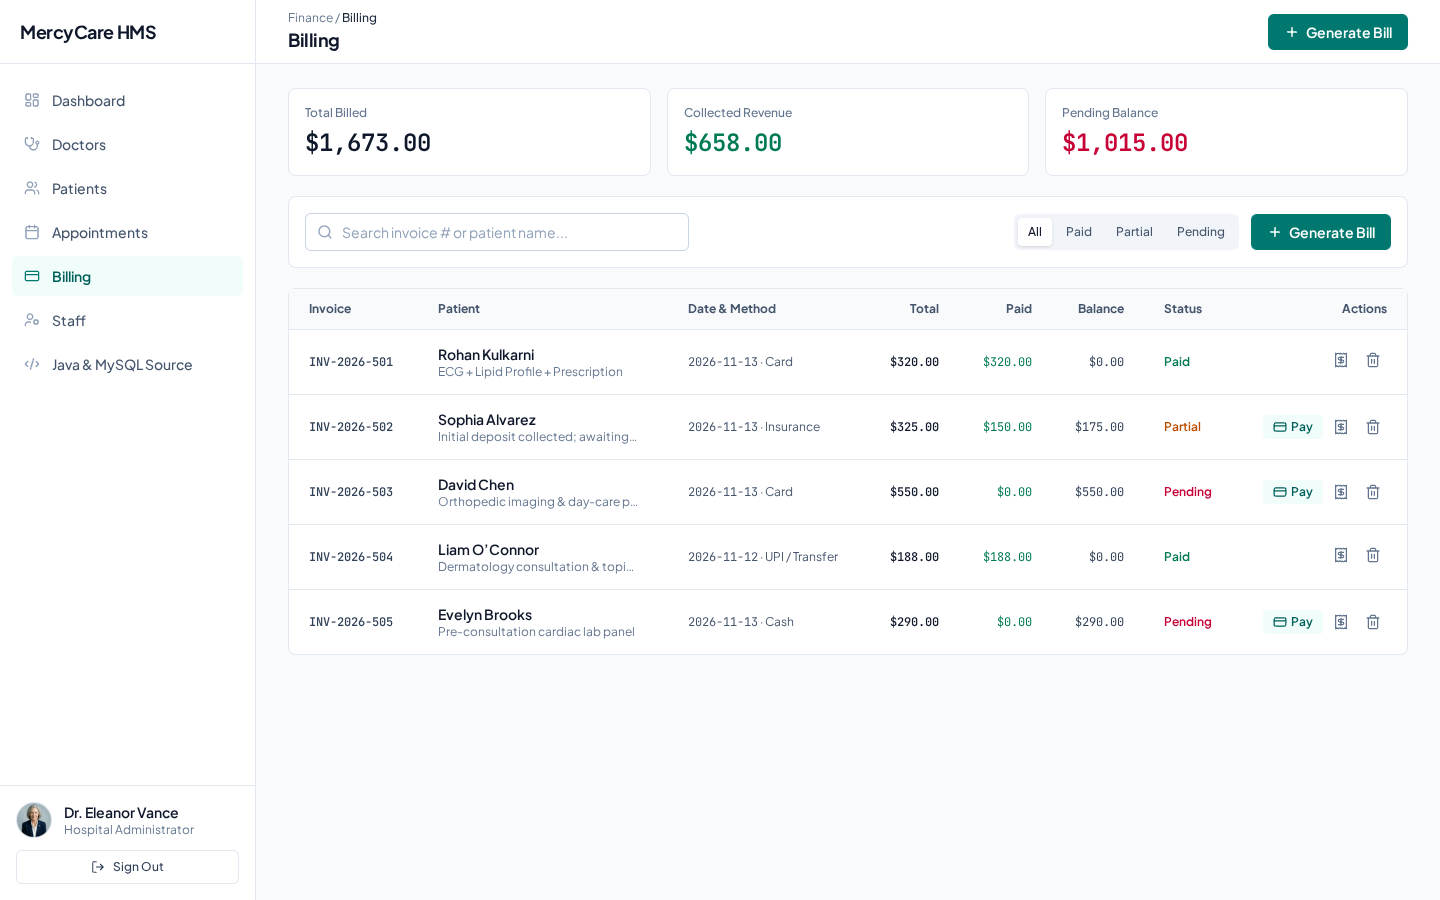 MercyCare HMS
Dashboard
Doctors
Patients
Appointments
Billing
Staff
Java & MySQL Source
Dr. Eleanor Vance
Hospital Administrator
Sign Out
Finance / Billing
Billing
Generate Bill
Total Billed
$1,673.00
Collected Revenue
$658.00
Pending Balance
$1,015.00
Search invoice # or patient name...
All Paid Partial Pending
Generate Bill
Invoice Patient Date & Method Total Paid Balance Status Actions
INV-2026-501 Rohan Kulkarni 2026-11-13 · Card $320.00 $320.00 $0.00 Paid
ECG + Lipid Profile + Prescription
INV-2026-502 Sophia Alvarez 2026-11-13 · Insurance $325.00 $150.00 $175.00 Partial Pay
Initial deposit collected; awaiting...
INV-2026-503 David Chen 2026-11-13 · Card $550.00 $0.00 $550.00 Pending Pay
Orthopedic imaging & day-care p...
INV-2026-504 Liam O'Connor 2026-11-12 · UPI / Transfer $188.00 $188.00 $0.00 Paid
Dermatology consultation & topi...
INV-2026-505 Evelyn Brooks 2026-11-13 · Cash $290.00 $0.00 $290.00 Pending Pay
Pre-consultation cardiac lab panel